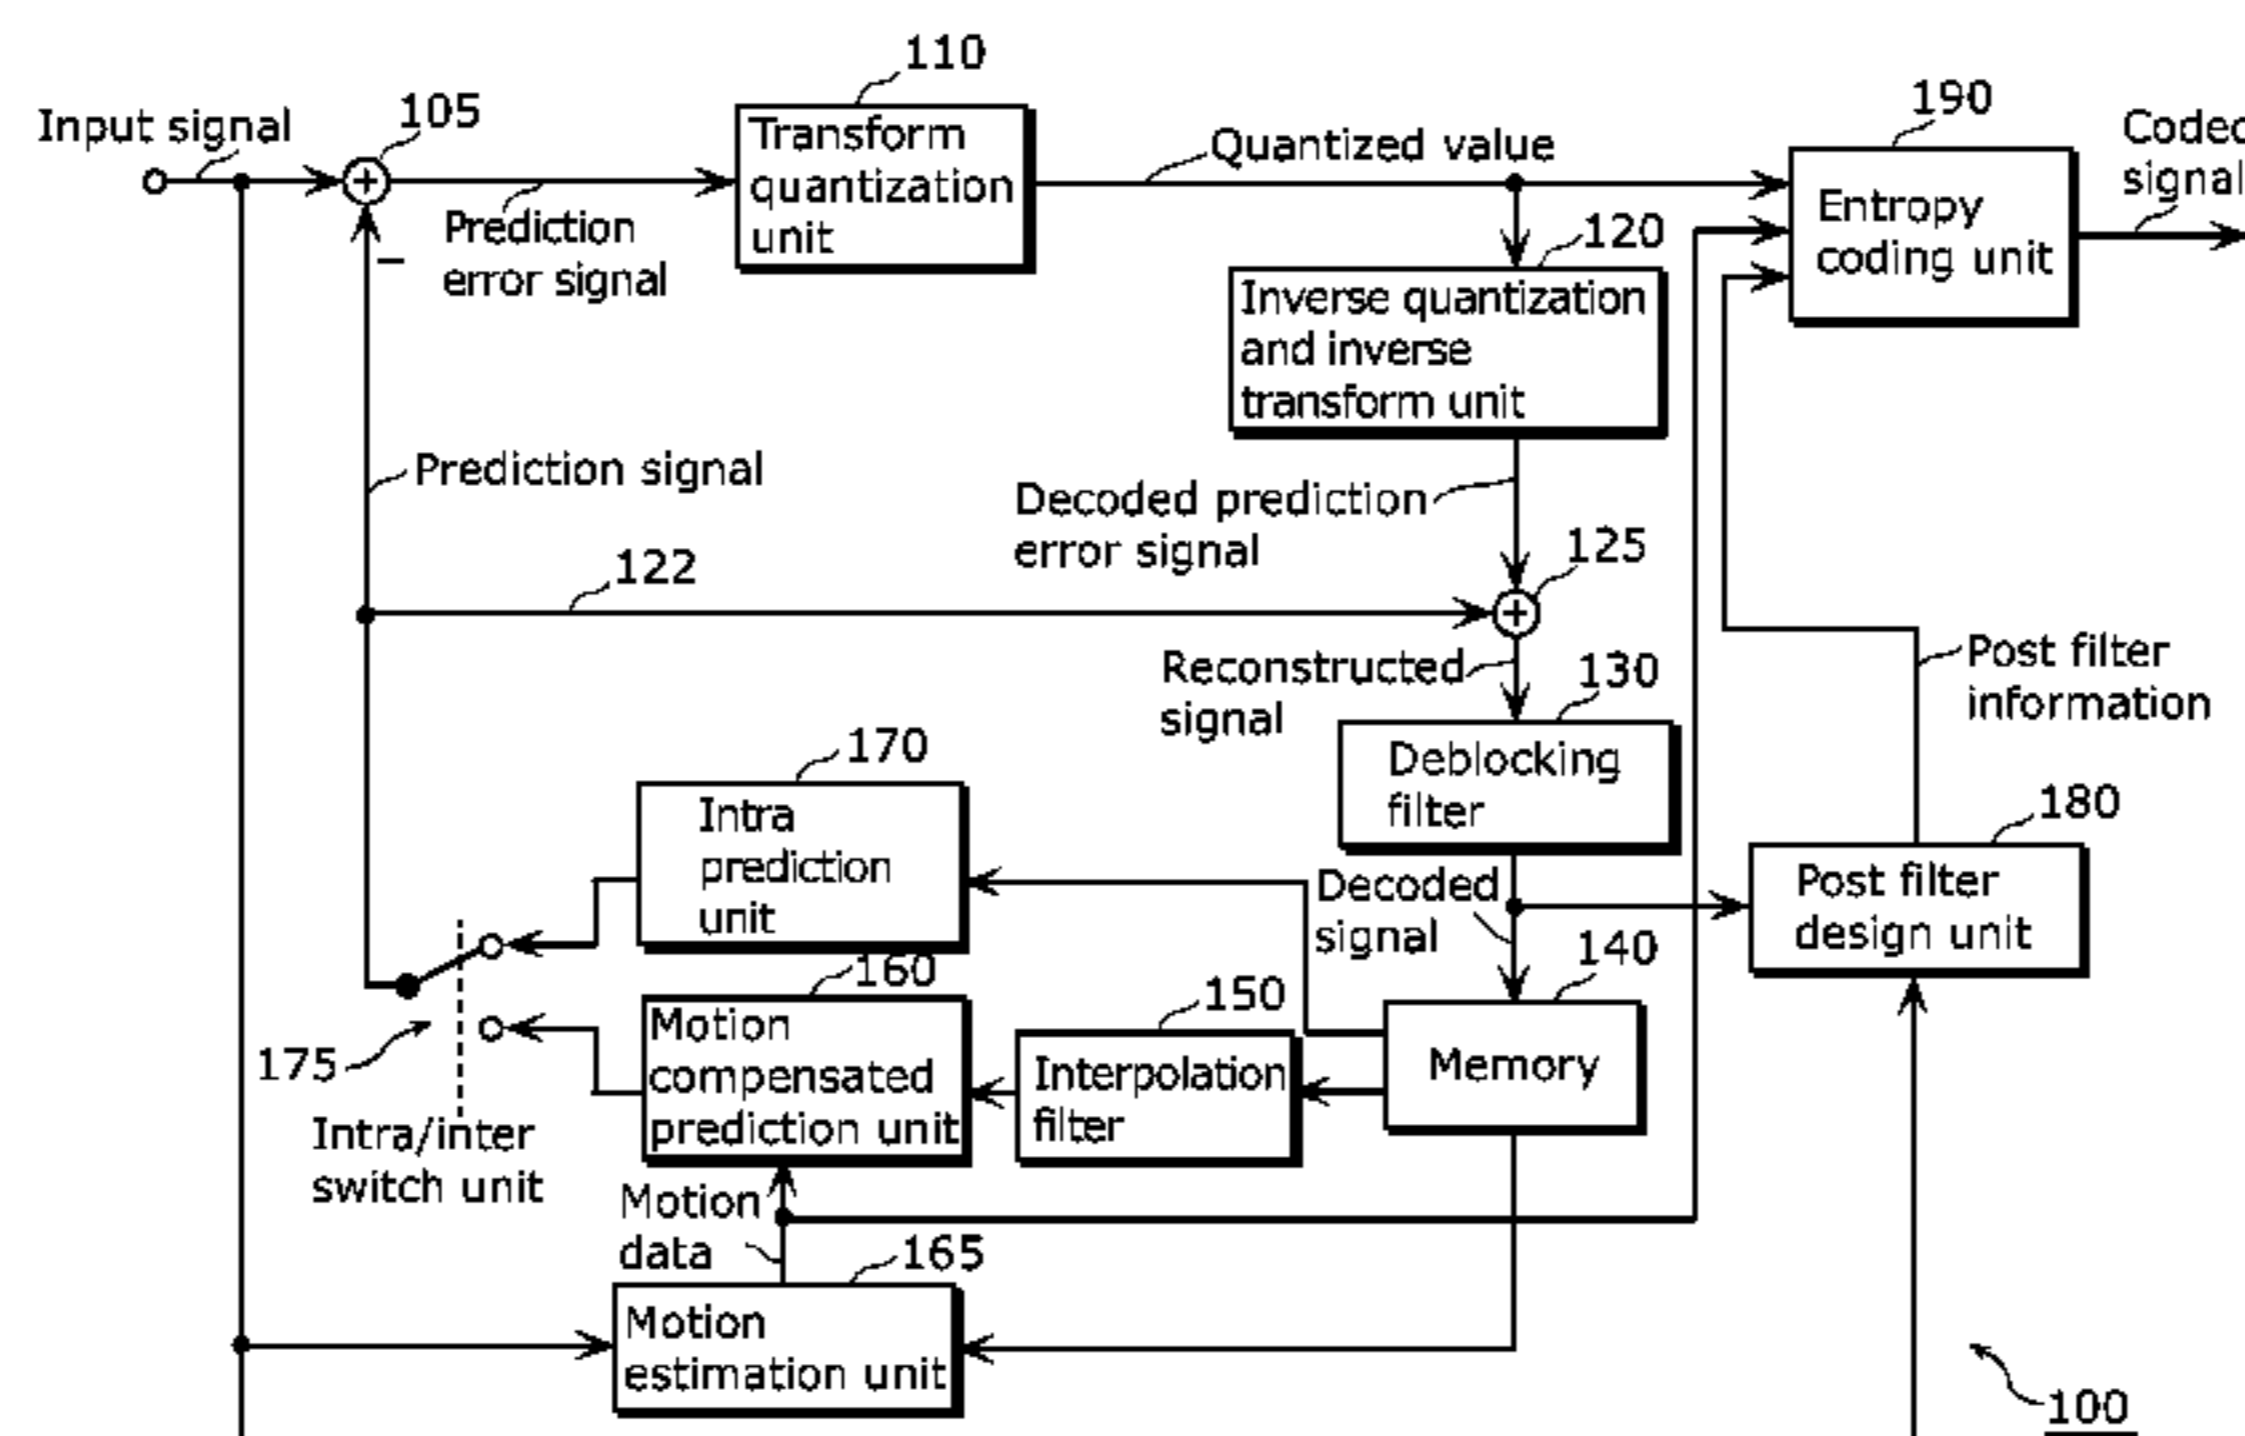 110
Input signal
105
Transform
quantization
unit
Quantized value
190
Coded
signal
Entropy
coding unit
Prediction
error signal
−
120
Inverse quantization
and inverse
transform unit
Prediction signal
Decoded prediction
error signal
125
122
Reconstructed
signal
130
Post filter
information
170
Deblocking
filter
180
Intra
prediction
unit
Decoded
signal
Post filter
design unit
160
150
140
Motion
compensated
prediction unit
Interpolation
filter
Memory
175
Intra/inter
switch unit
Motion
data
165
Motion
estimation unit
100